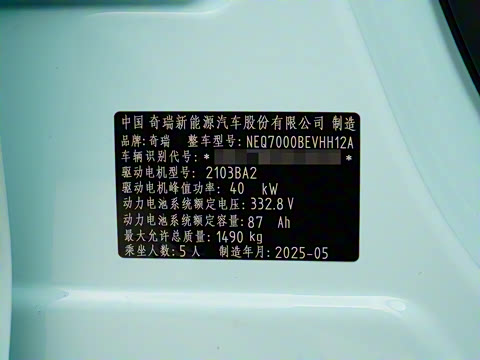 中国 奇瑞新能源汽车股份有限公司 制造
品牌: 奇瑞 整车型号: NEQ7000BEVHH12A
车辆识别代号: * *
驱动电机型号: 2103BA2
驱动电机峰值功率: 40 kW
动力电池系统额定电压: 332.8 V
动力电池系统额定容量: 87 Ah
最大允许总质量: 1490 kg
乘坐人数: 5 人 制造年月: 2025-05